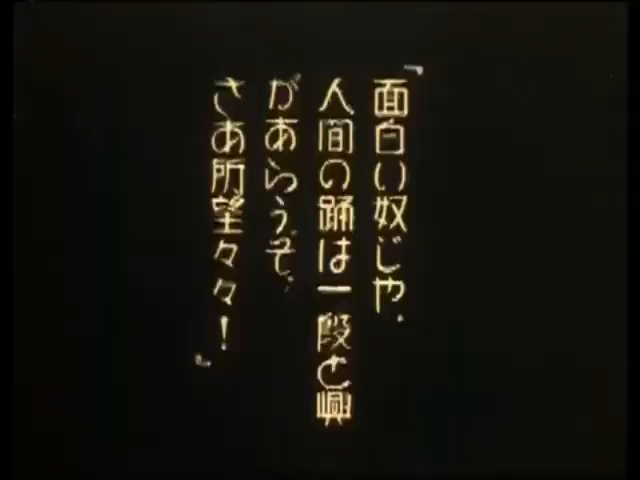 『面白い奴じゃ、
人間の踊は一段と興
があらうぞ、
さあ所望々々！』